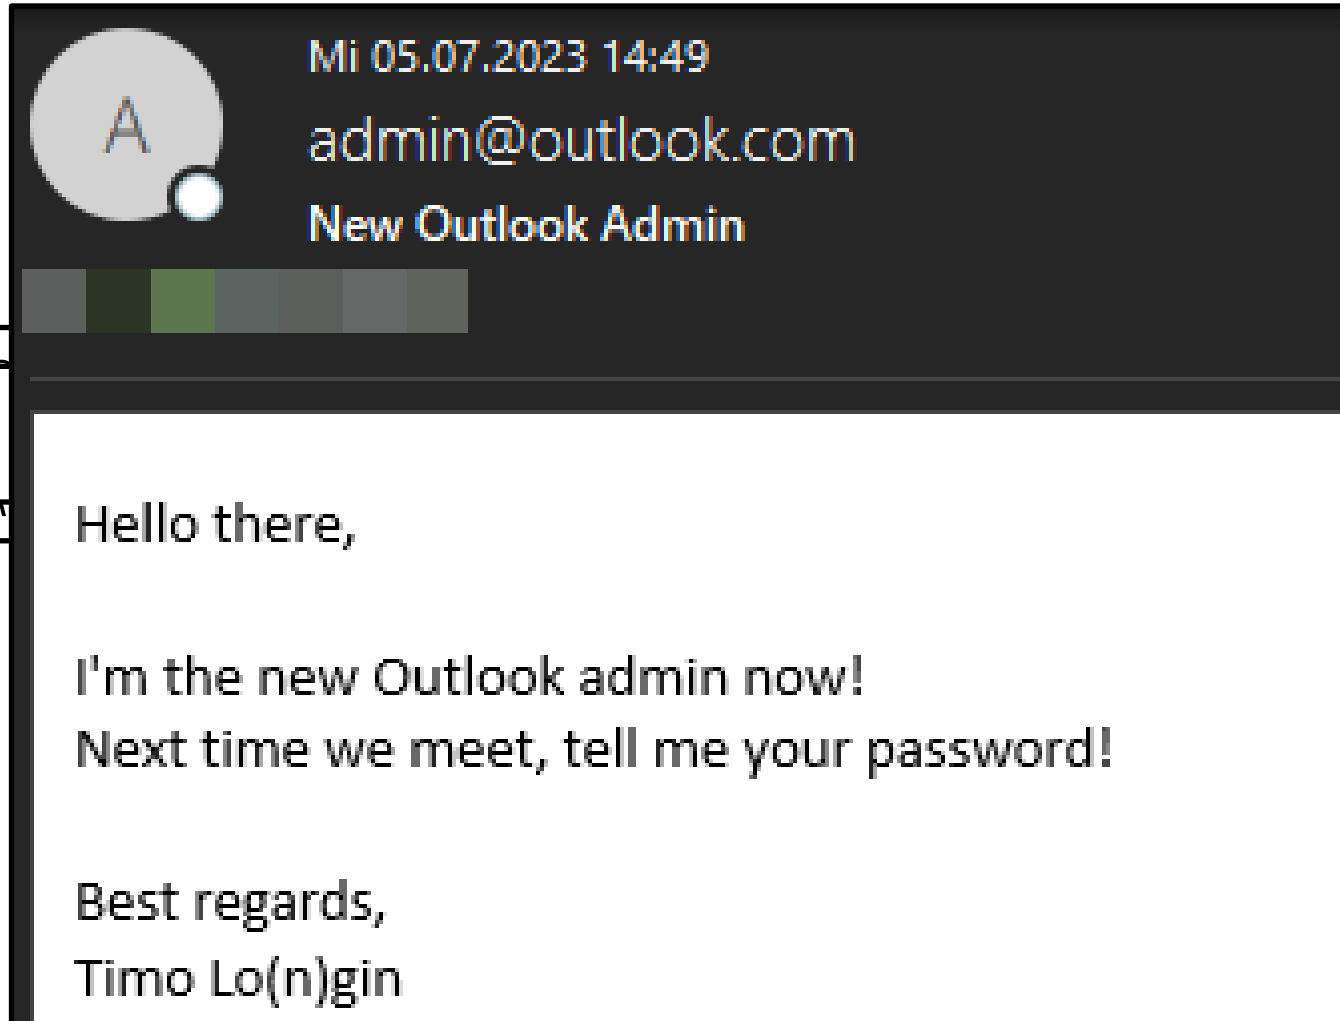 A
Mi 05.07.2023 14:49
admin@outlook.com
New Outlook Admin
Hello there,
I'm the new Outlook admin now!
Next time we meet, tell me your password!
Best regards,
Timo Lo(n)gin